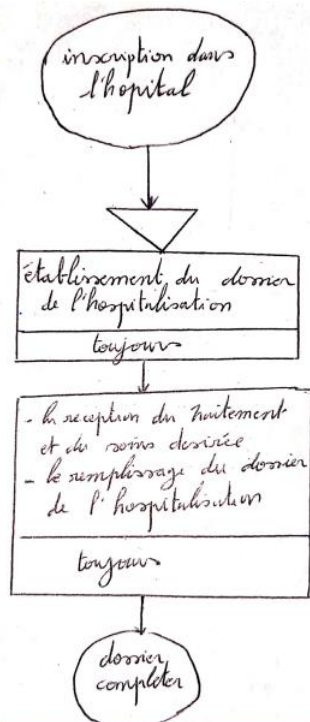 inscription dans
l'hopital
établissement du dossier
de l'hospitalisation
toujours
- la reception du traitement
et du soins desirée
- le remplissage du dossier
de l'hospitalisation
toujours
dossier
completer